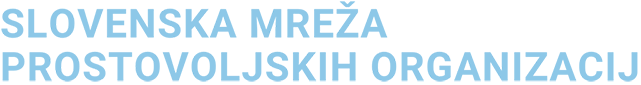 SLOVENSKA MREŽA
PROSTOVOLJSKIH ORGANIZACIJ